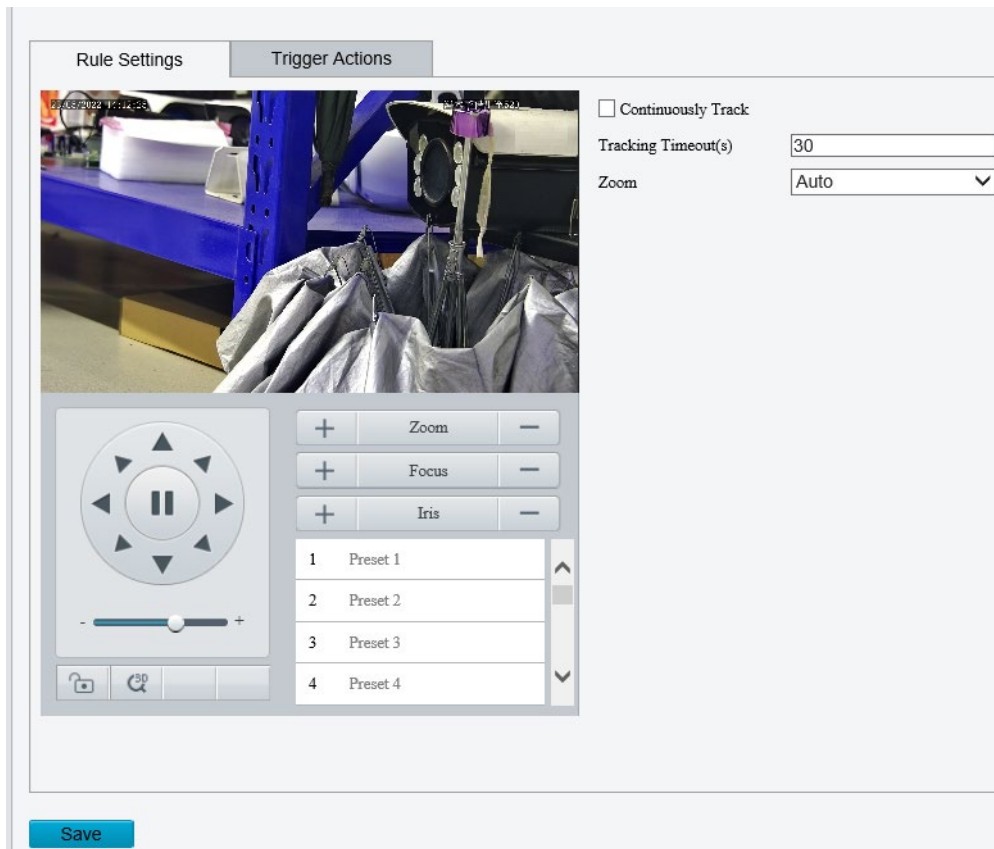 Rule Settings
Trigger Actions
Continuously Track
Tracking Timeout(s)
30
Zoom
Auto
Zoom
Focus
Iris
1 Preset 1
2 Preset 2
3 Preset 3
4 Preset 4
- +
3D
Save